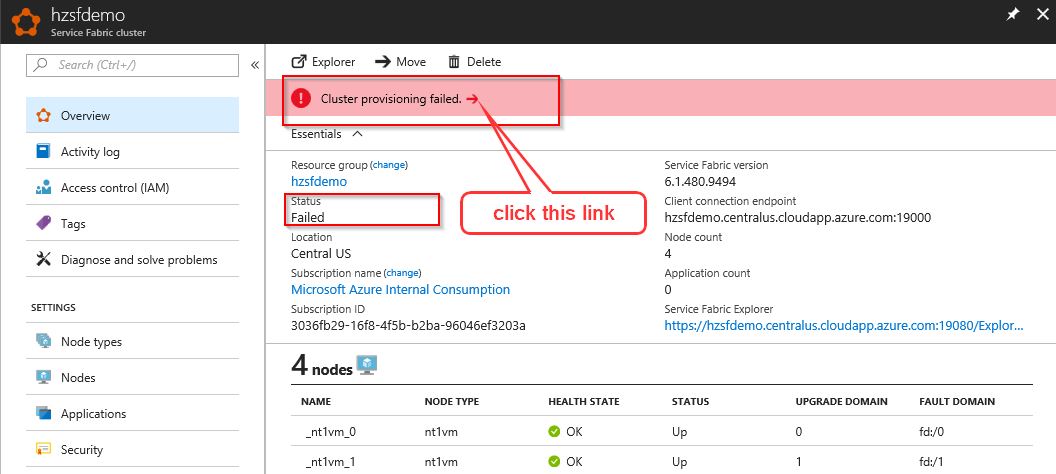 hzsfdemo
Service Fabric cluster
Search (Ctrl+/)
Overview
Activity log
Access control (IAM)
Tags
Diagnose and solve problems
SETTINGS
Node types
Nodes
Applications
Security
Explorer Move Delete
Cluster provisioning failed.
Essentials
click this link
Resource group (change)
hzsfdemo
Status
Failed
Location
Central US
Subscription name (change)
Microsoft Azure Internal Consumption
Subscription ID
3036fb29-16f8-4f5b-b2ba-96046ef3203a
Service Fabric version
6.1.480.9494
Client connection endpoint
hzsfdemo.centralus.cloudapp.azure.com:19000
Node count
4
Application count
0
Service Fabric Explorer
https://hzsfdemo.centralus.cloudapp.azure.com:19080/Explor...
4 nodes
NAME NODE TYPE HEALTH STATE STATUS UPGRADE DOMAIN FAULT DOMAIN
_nt1vm_0 nt1vm OK Up 0 fd:/0
_nt1vm_1 nt1vm OK Up 1 fd:/1